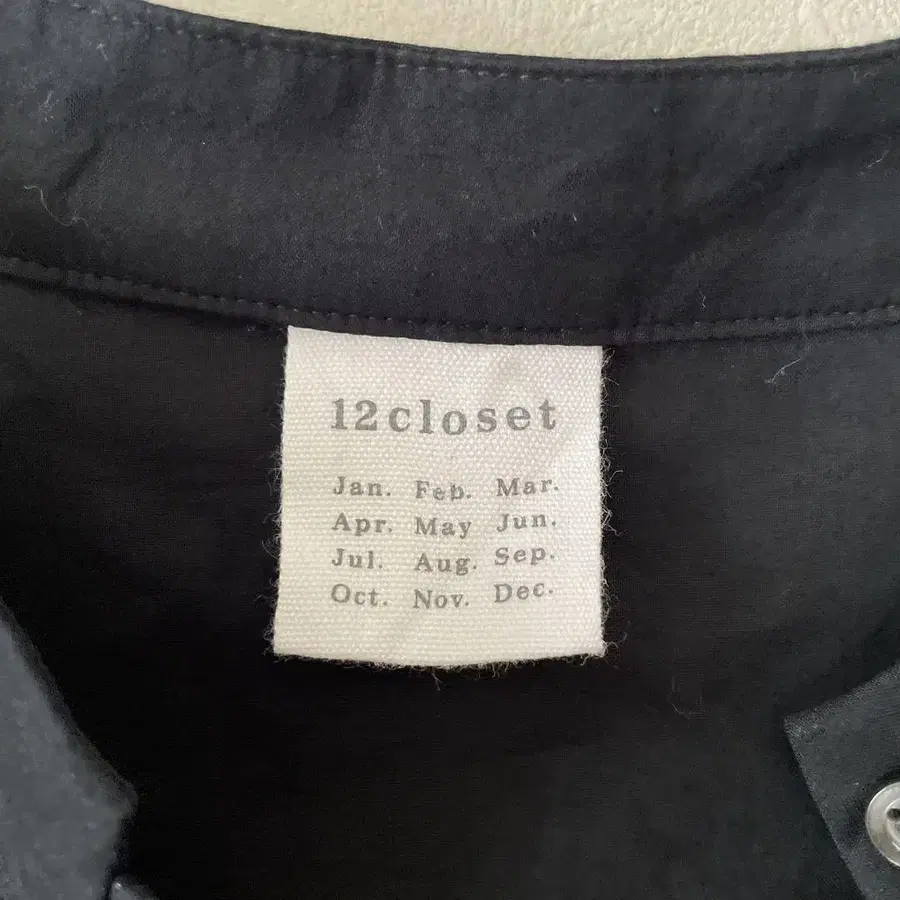 12closet
Jan. Feb. Mar.
Apr. May Jun.
Jul. Aug. Sep.
Oct. Nov. Dec.